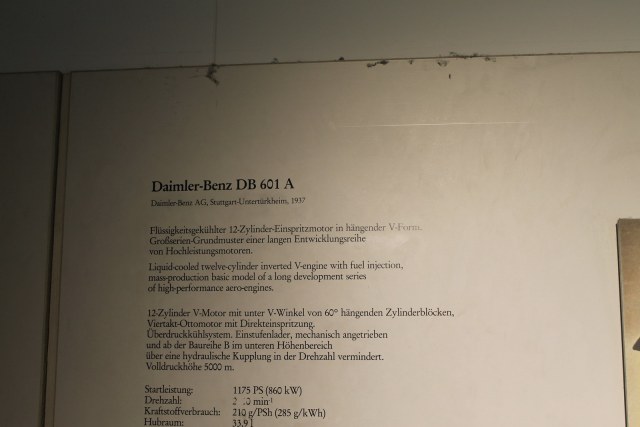 Daimler-Benz DB 601 A
Daimler-Benz AG, Stuttgart-Untertürkheim, 1937
Flüssigkeitsgekühlter 12-Zylinder-Einspritzmotor in hängender V-Form.
Großserien-Grundmuster einer langen Entwicklungsreihe
von Hochleistungsmotoren.
Liquid-cooled twelve-cylinder inverted V-engine with fuel injection,
mass-production basic model of a long development series
of high-performance aero-engines.
12-Zylinder V-Motor mit unter V-Winkel von 60° hängenden Zylinderblöcken,
Viertakt-Ottomotor mit Direkteinspritzung.
Überdruckkühlsystem. Einstufenlader, mechanisch angetrieben
und ab der Baureihe B im unteren Höhenbereich
über eine hydraulische Kupplung in der Drehzahl vermindert.
Volldruckhöhe 5000 m.
Startleistung: 1175 PS (860 kW)
Drehzahl: min⁻¹
Kraftstoffverbrauch: 210 g/PSh (285 g/kWh)
Hubraum: 33,9 l